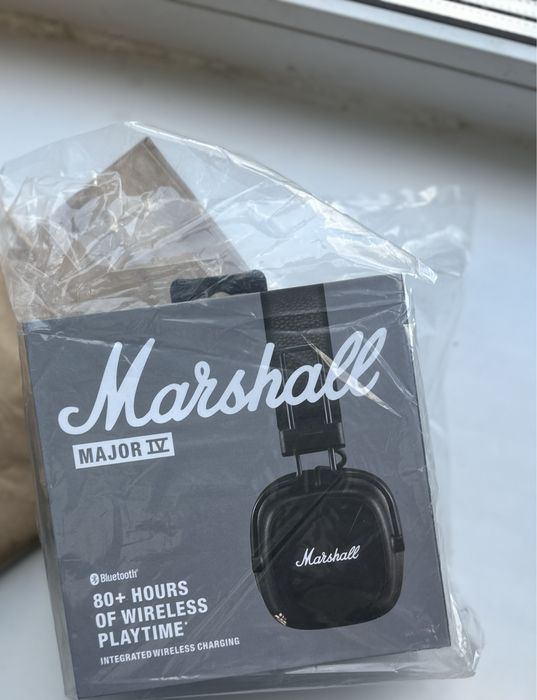 Marshall
MAJOR IV
Marshall
Bluetooth®
80+ HOURS
OF WIRELESS
PLAYTIME*
INTEGRATED WIRELESS CHARGING